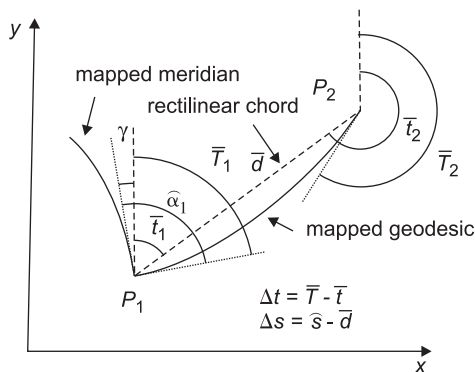 y
mapped meridian
P₂
rectilinear chord
γ
T̅₁
d̅
t̅₂
T̅₂
α̂₁
t̅₁
mapped geodesic
P₁
Δt = T̅ - t̅
Δs = ŝ - d̅
x